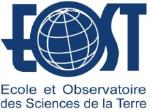 EOST
Ecole et Observatoire
des Sciences de la Terre